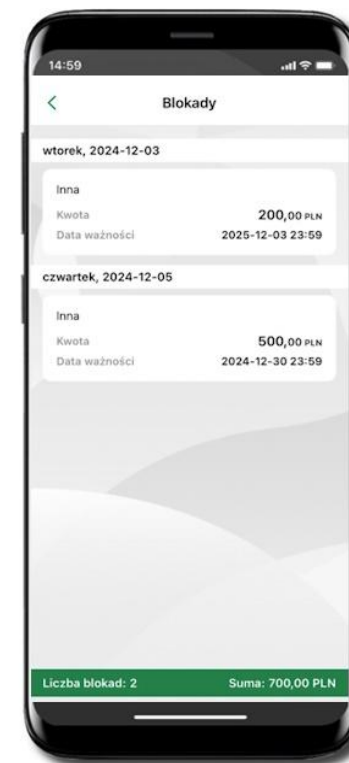 14:59
Blokady
wtorek, 2024-12-03
Inna
Kwota 200,00 PLN
Data ważności 2025-12-03 23:59
czwartek, 2024-12-05
Inna
Kwota 500,00 PLN
Data ważności 2024-12-30 23:59
Liczba blokad: 2 Suma: 700,00 PLN